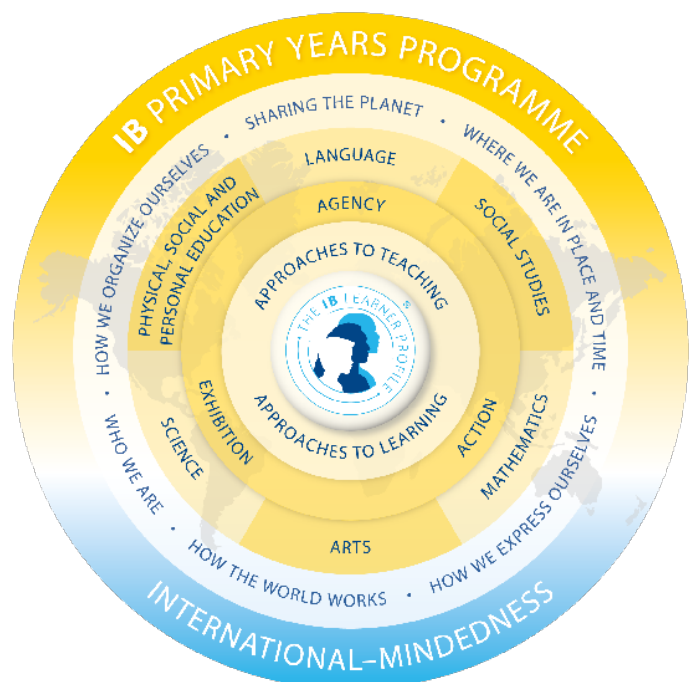 IB PRIMARY YEARS PROGRAMME
SHARING THE PLANET
•
WHERE WE ARE IN PLACE AND TIME
•
HOW WE EXPRESS OURSELVES
•
HOW THE WORLD WORKS
•
WHO WE ARE
•
HOW WE ORGANIZE OURSELVES
•
LANGUAGE
SOCIAL STUDIES
MATHEMATICS
ARTS
SCIENCE
PHYSICAL, SOCIAL AND
PERSONAL EDUCATION
AGENCY
ACTION
EXHIBITION
APPROACHES TO TEACHING
APPROACHES TO LEARNING
THE IB LEARNER PROFILE
®
INTERNATIONAL–MINDEDNESS